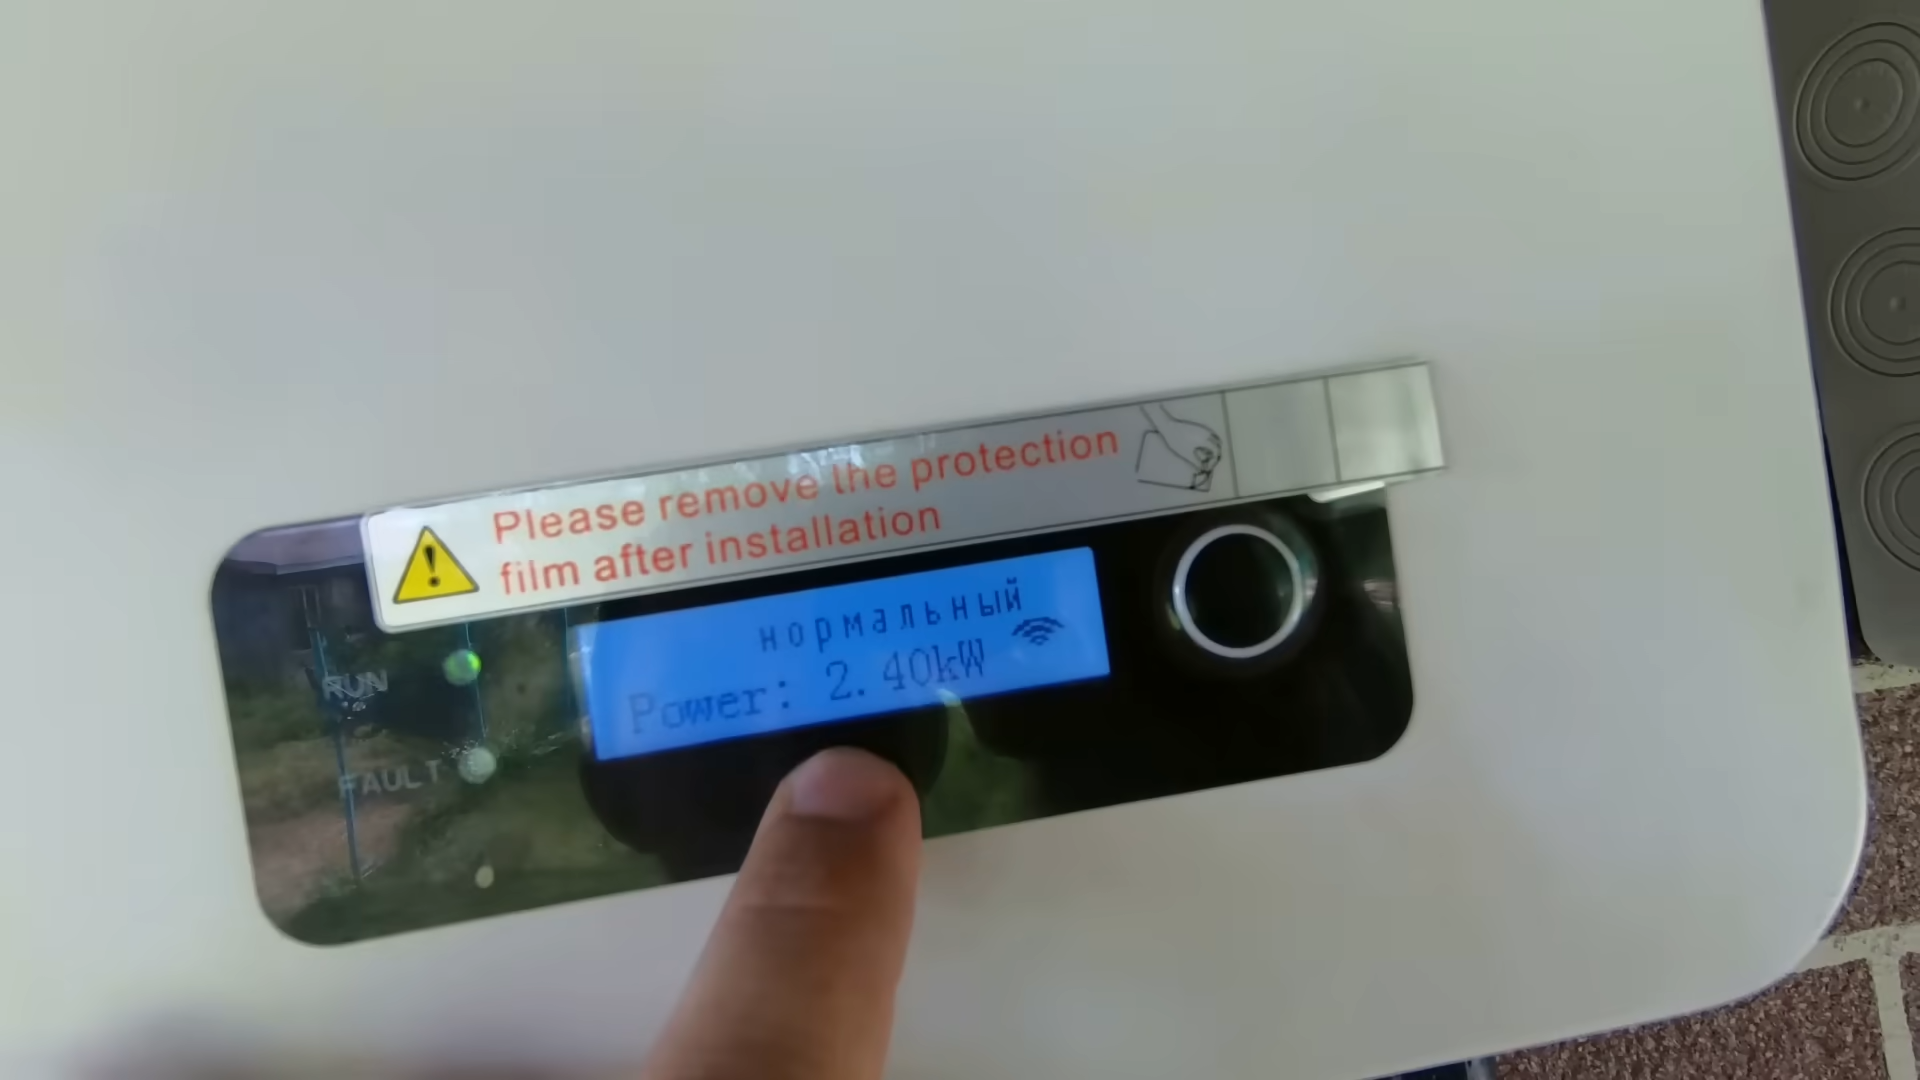 Please remove the protection
film after installation
нормальный
Power: 2.40kW
RUN
FAULT